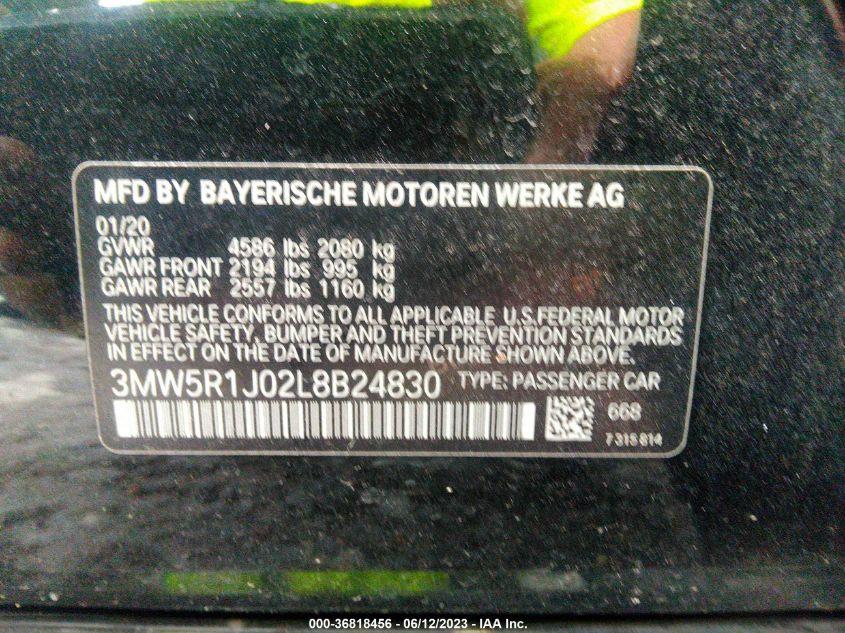 MFD BY BAYERISCHE MOTOREN WERKE AG
01/20
GVWR 4586 lbs 2080 kg
GAWR FRONT 2194 lbs 995 kg
GAWR REAR 2557 lbs 1160 kg
THIS VEHICLE CONFORMS TO ALL APPLICABLE U.S.FEDERAL MOTOR
VEHICLE SAFETY, BUMPER AND THEFT PREVENTION STANDARDS
IN EFFECT ON THE DATE OF MANUFACTURE SHOWN ABOVE.
3MW5R1J02L8B24830 TYPE: PASSENGER CAR
668
7315814
000-36818456 - 06/12/2023 - IAA Inc.